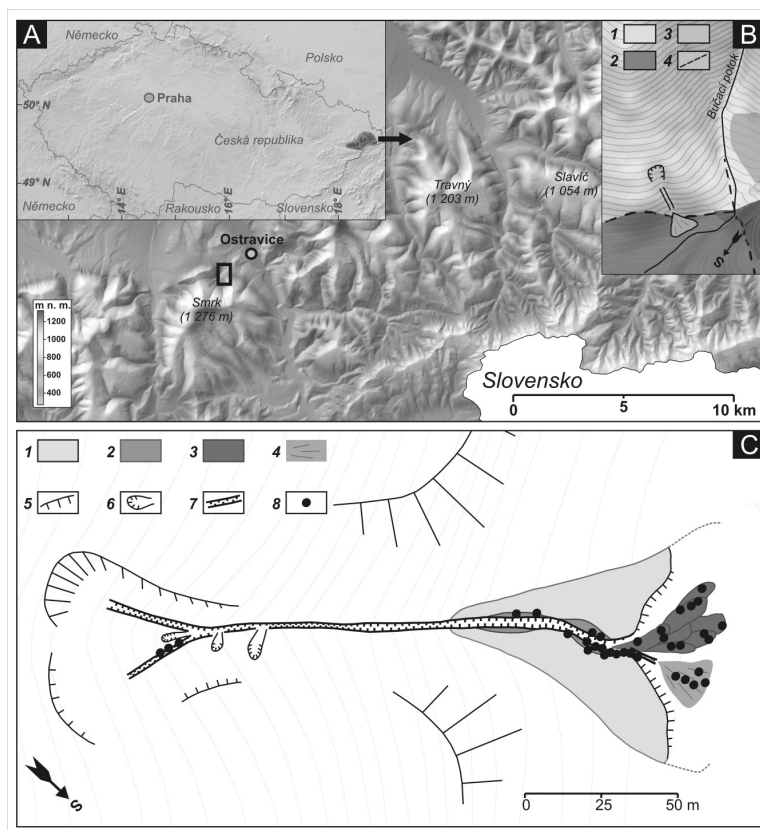 A
Německo
Polsko
50° N
Praha
Česká republika
49° N
Německo
14° E
Rakousko
16° E
Slovensko
18° E
Travný
(1 203 m)
Slavíč
(1 054 m)
Ostravice
Smrk
(1 276 m)
m n. m.
1200
1000
800
600
400
Slovensko
0 5 10 km
B
1 3
2 4
Bučací potok
S
C
1 2 3 4
5 6 7 8
S
0 25 50 m